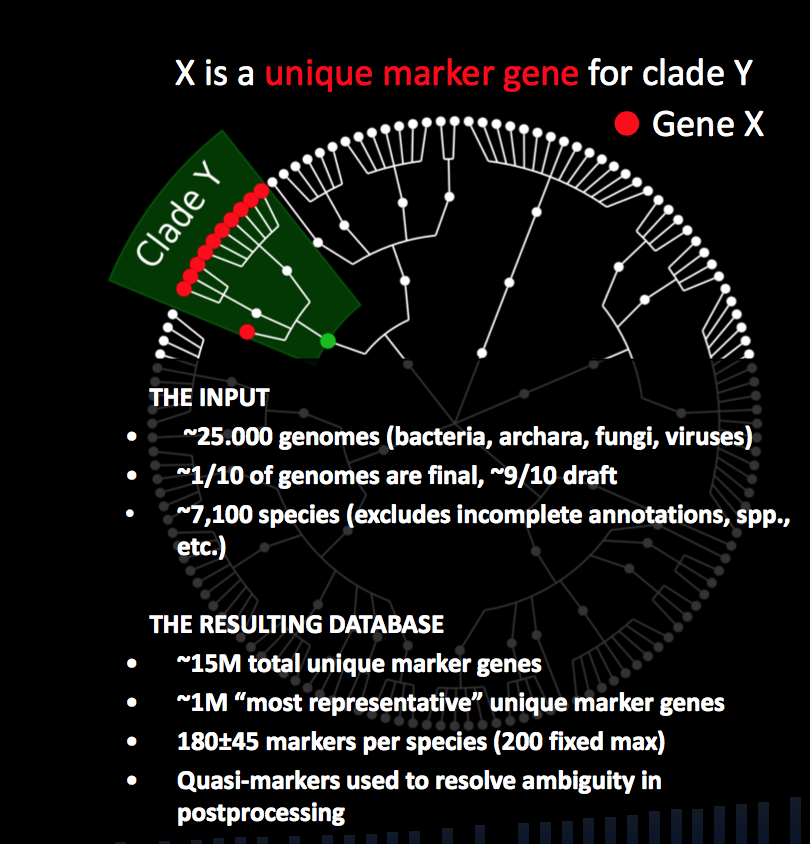 X is a unique marker gene for clade Y
Gene X
Clade Y
THE INPUT
• ~25.000 genomes (bacteria, archara, fungi, viruses)
• ~1/10 of genomes are final, ~9/10 draft
• ~7,100 species (excludes incomplete annotations, spp.,
etc.)
THE RESULTING DATABASE
• ~15M total unique marker genes
• ~1M “most representative” unique marker genes
• 180±45 markers per species (200 fixed max)
• Quasi-markers used to resolve ambiguity in
postprocessing